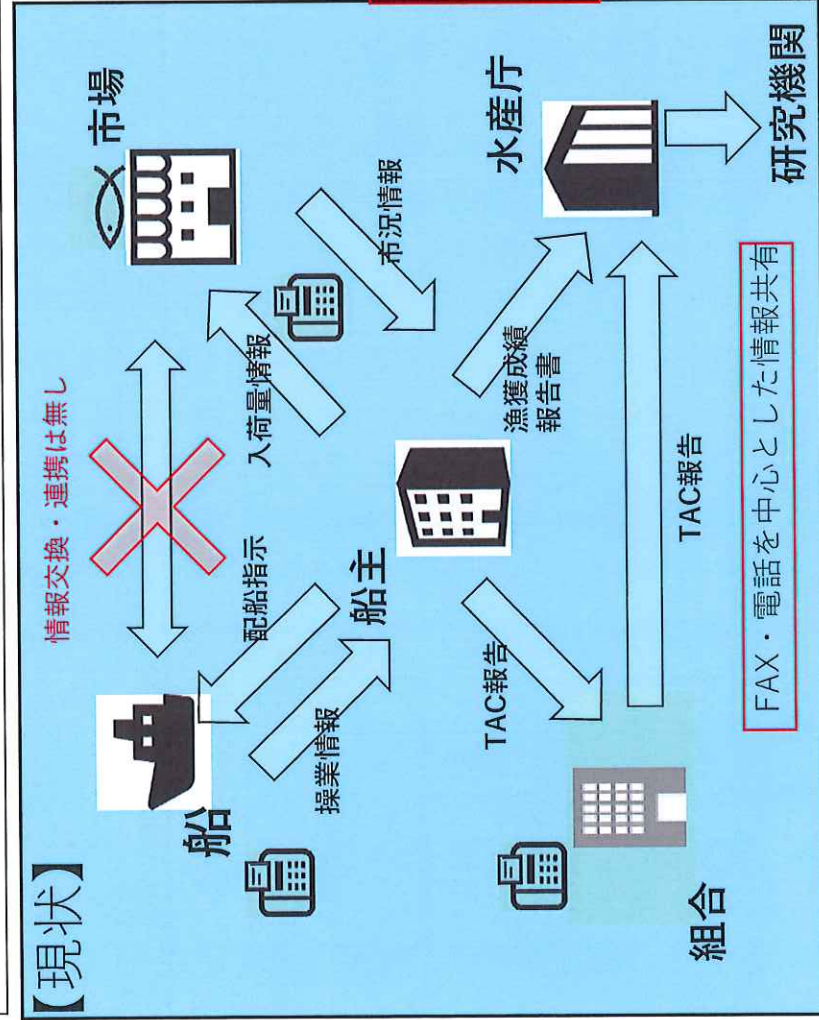 【現状】
情報交換・連携は無し
船
市場
配船指示
操業情報
入荷量情報
市況情報
船主
TAC報告
漁獲成績
報告書
水産庁
組合
TAC報告
研究機関
FAX・電話を中心とした情報共有